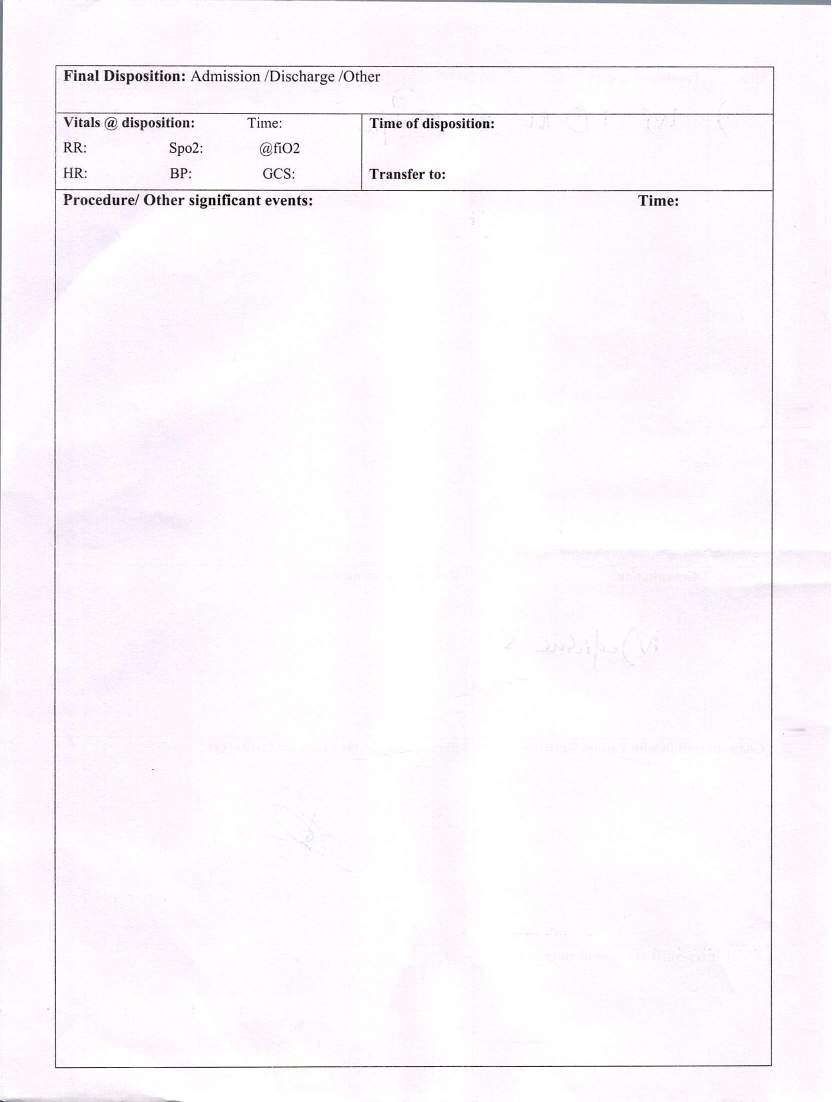 Final Disposition: Admission /Discharge /Other
Vitals @ disposition: Time:
RR: Spo2: @fiO2
HR: BP: GCS:
Time of disposition:
Transfer to:
Procedure/ Other significant events: Time: